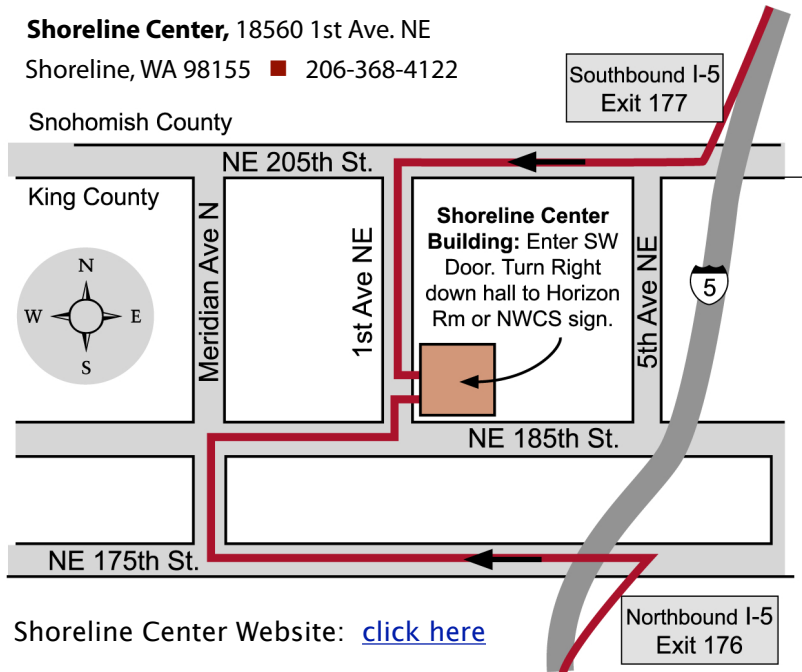 Shoreline Center, 18560 1st Ave. NE
Shoreline, WA 98155 ■ 206-368-4122
Southbound I-5
Exit 177
Snohomish County
NE 205th St.
King County
Meridian Ave N
1st Ave NE
Shoreline Center
Building: Enter SW
Door. Turn Right
down hall to Horizon
Rm or NWCS sign.
5th Ave NE
5
N
W E
S
NE 185th St.
NE 175th St.
Northbound I-5
Exit 176
Shoreline Center Website: click here